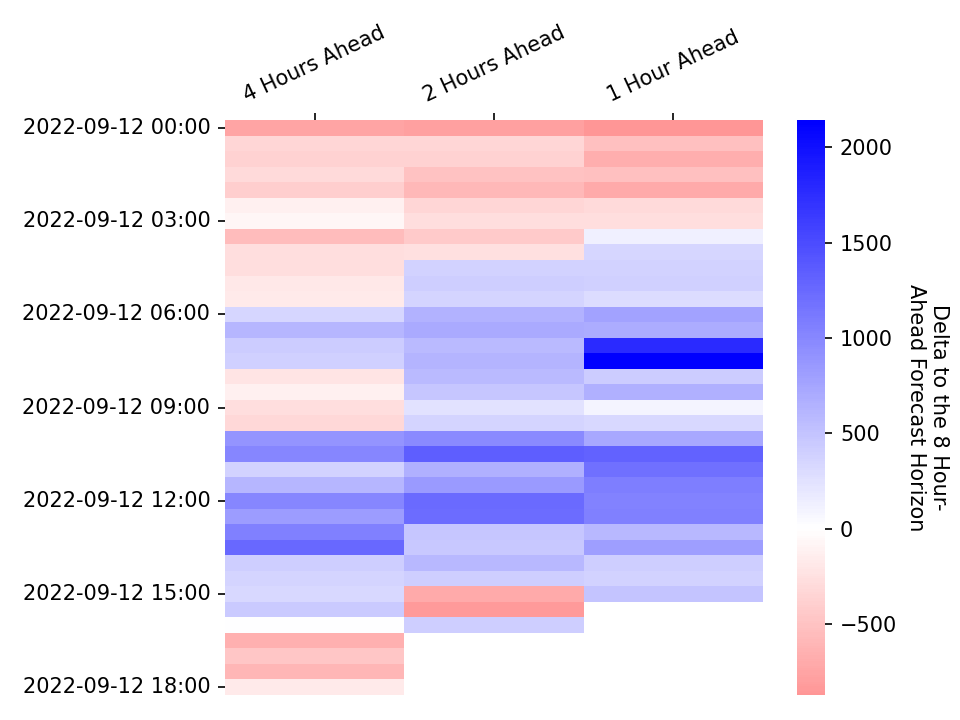 4 Hours Ahead
2 Hours Ahead
1 Hour Ahead
2022-09-12 00:00
2022-09-12 03:00
2022-09-12 06:00
2022-09-12 09:00
2022-09-12 12:00
2022-09-12 15:00
2022-09-12 18:00
2000
1500
1000
500
0
−500
Delta to the 8 Hour-
Ahead Forecast Horizon